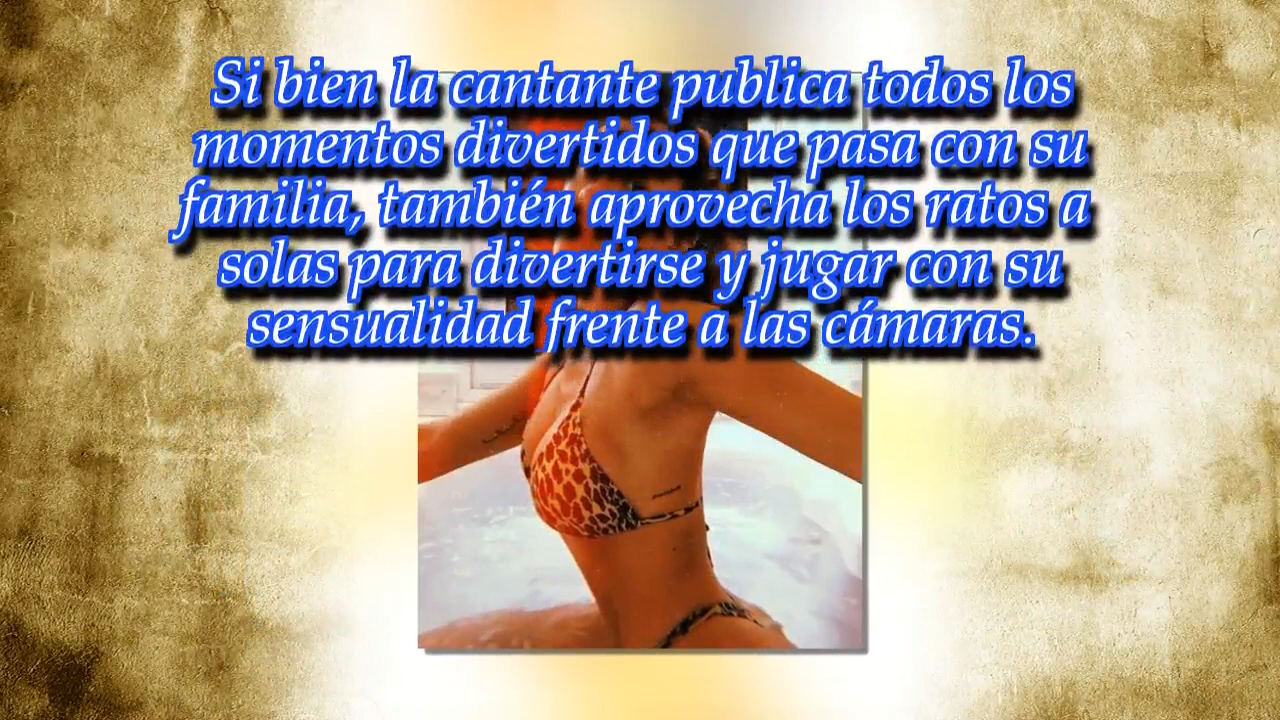 Si bien la cantante publica todos los
momentos divertidos que pasa con su
familia, también aprovecha los ratos a
solas para divertirse y jugar con su
sensualidad frente a las cámaras.